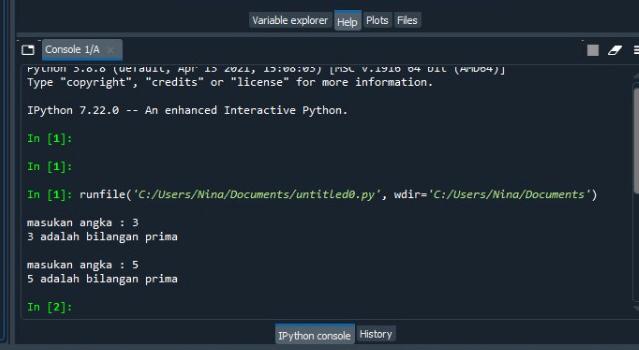 Variable explorer Help Plots Files
Console 1/A
Python 3.8.8 (default, Apr 13 2021, 15:08:03) [MSC v.1916 64 bit (AMD64)]
Type "copyright", "credits" or "license" for more information.
IPython 7.22.0 -- An enhanced Interactive Python.
In [1]:
In [1]:
In [1]: runfile('C:/Users/Nina/Documents/untitled0.py', wdir='C:/Users/Nina/Documents')
masukan angka : 3
3 adalah bilangan prima
masukan angka : 5
5 adalah bilangan prima
In [2]:
IPython console History